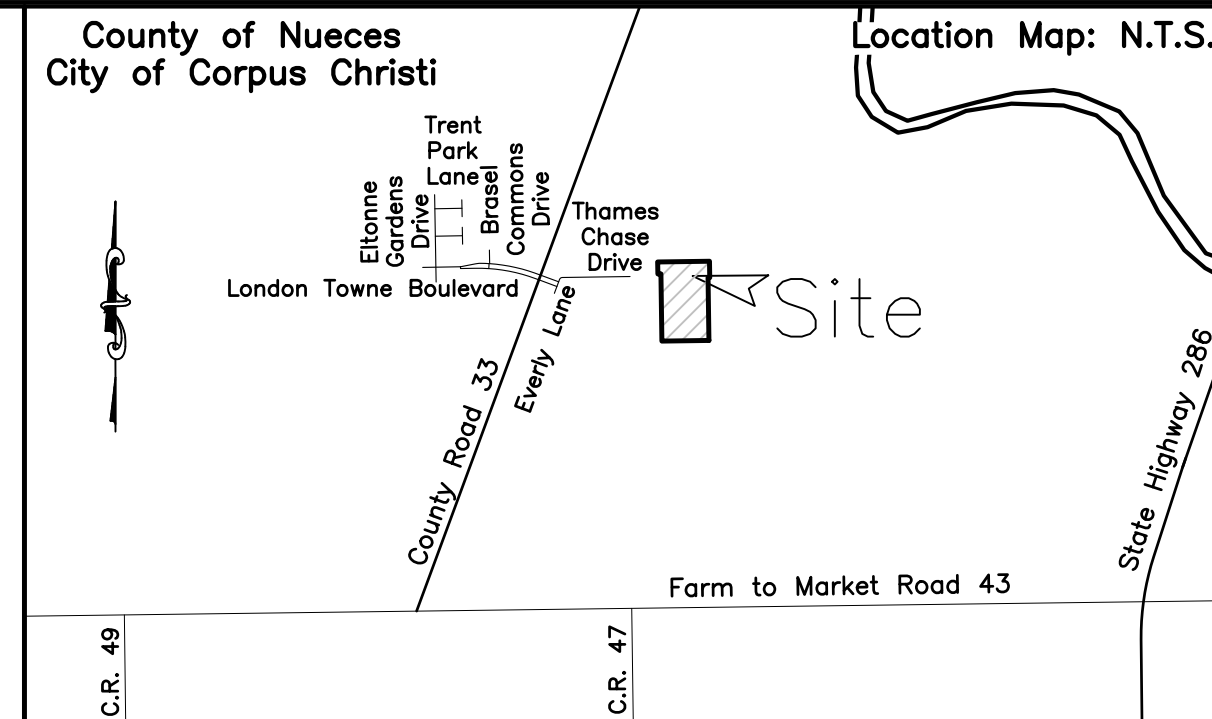 County of Nueces
City of Corpus Christi
Location Map: N.T.S.
Trent
Park
Lane
Eltonne
Gardens
Drive
Brasel
Commons
Drive
Thames
Chase
Drive
London Towne Boulevard
Everly Lane
Site
County Road 33
State Highway 286
Farm to Market Road 43
C.R. 49
C.R. 47